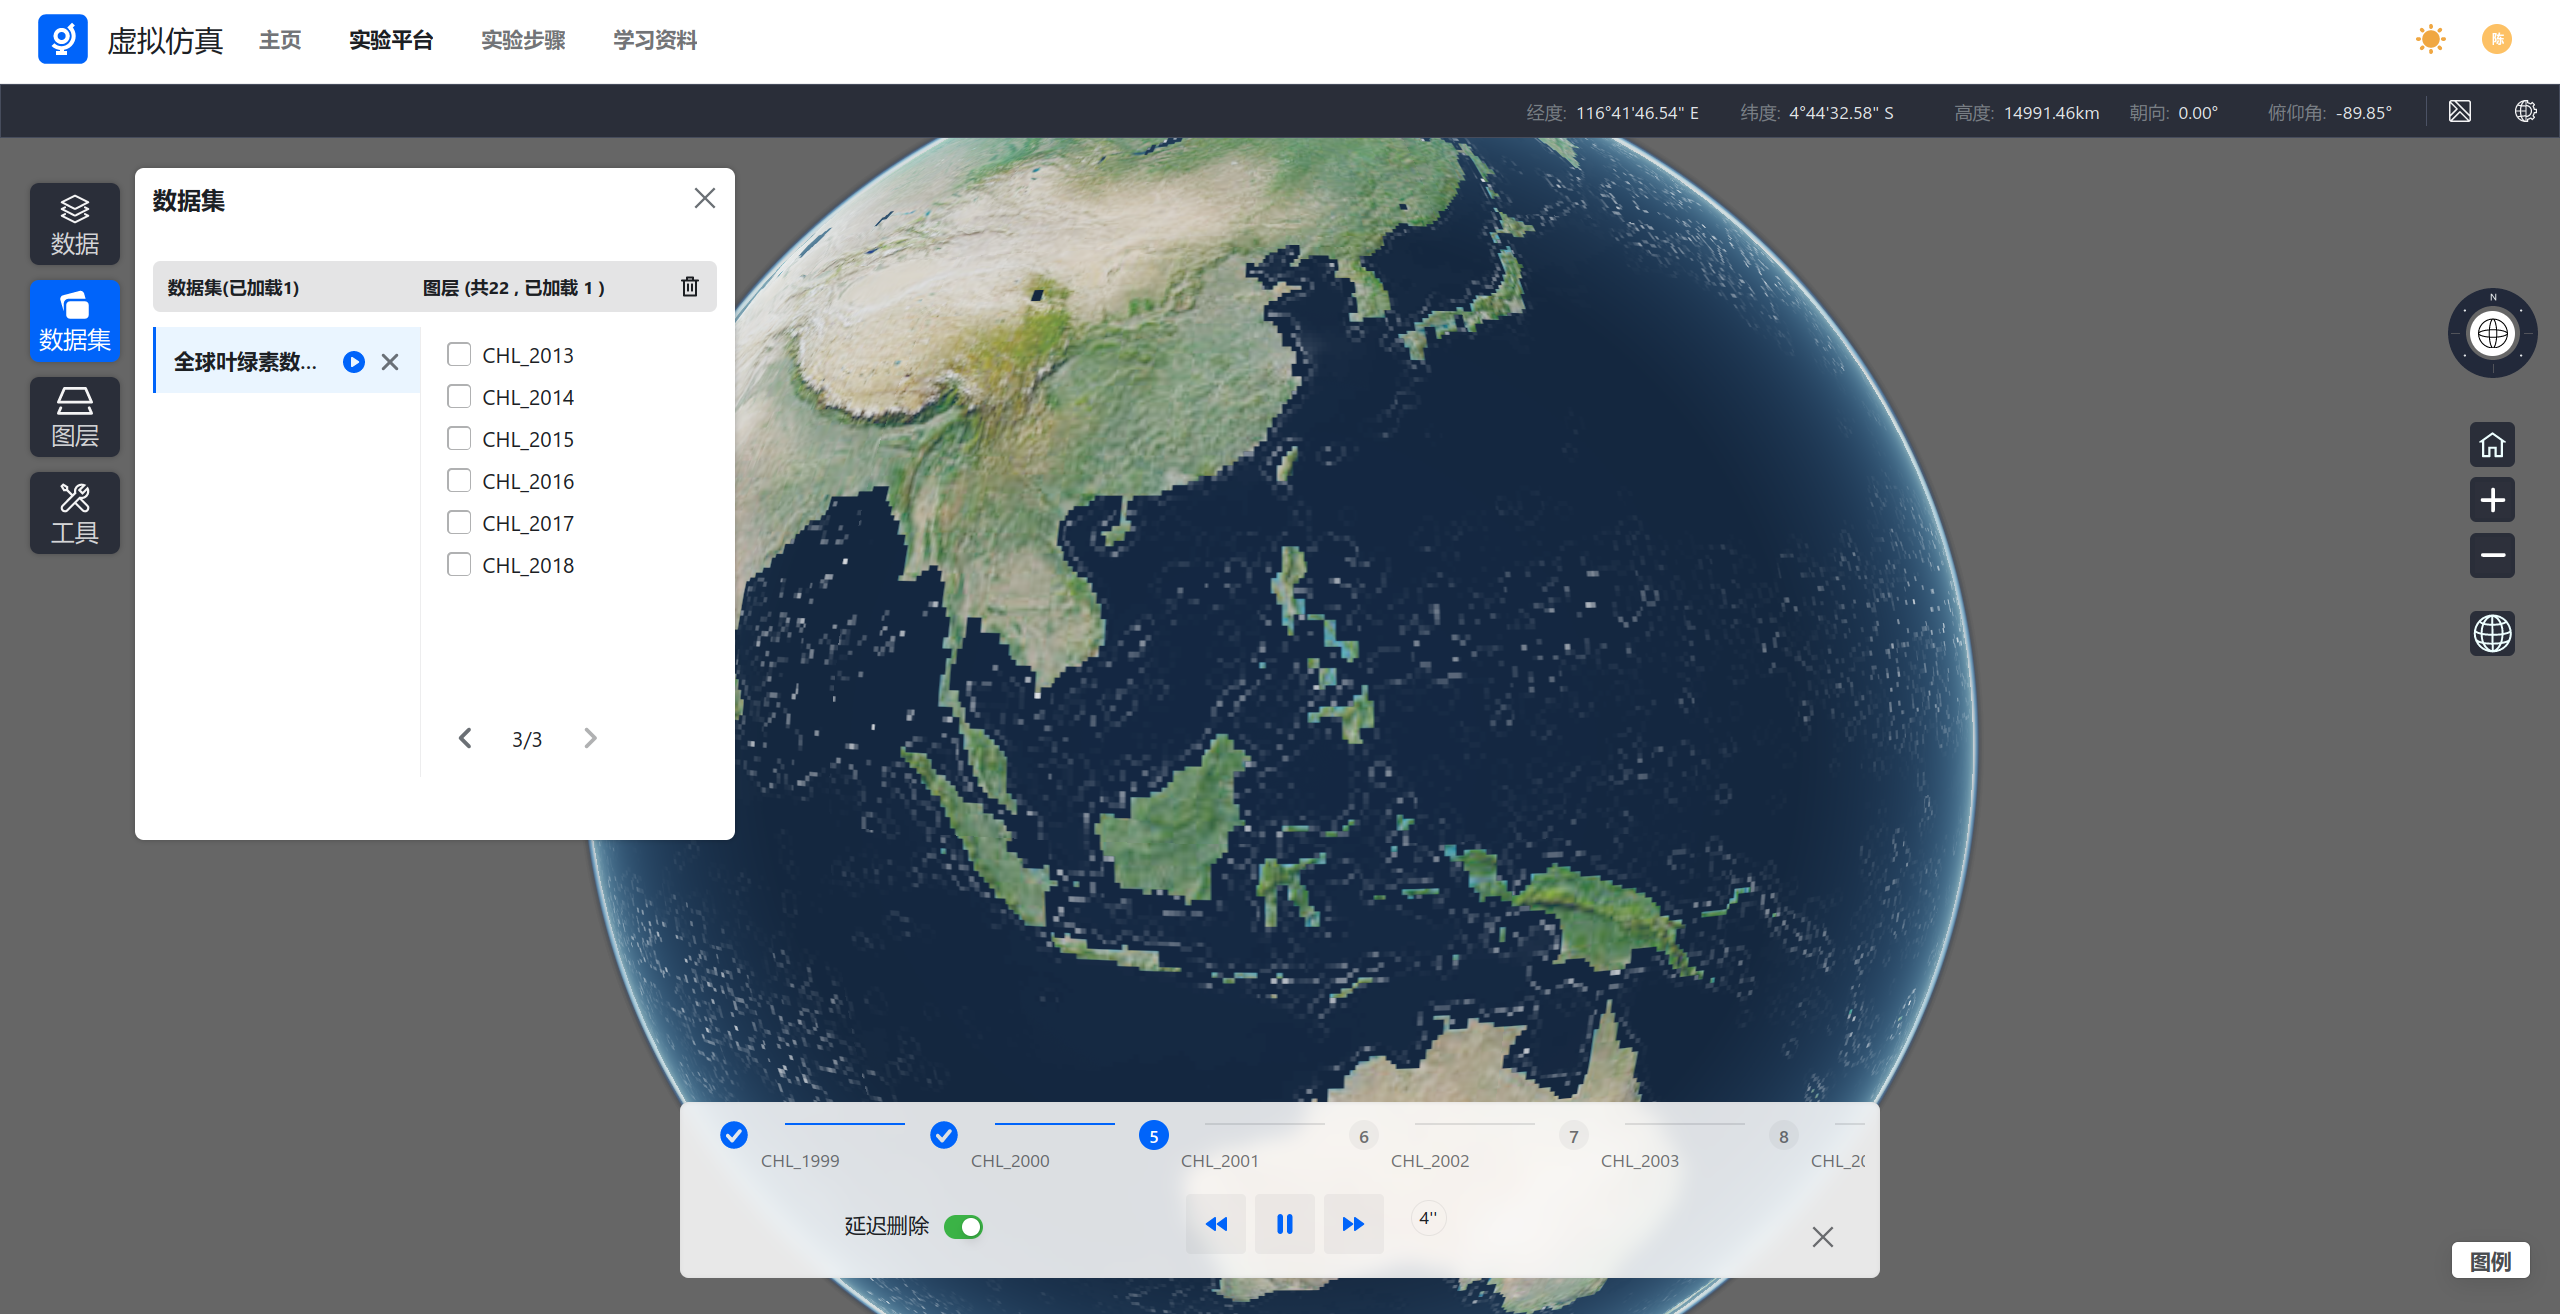 虚拟仿真 主页 实验平台 实验步骤 学习资料 陈
经度: 116°41'46.54" E 纬度: 4°44'32.58" S 高度: 14991.46km 朝向: 0.00° 俯仰角: -89.85°
数据
数据集
图层
工具
数据集
数据集(已加载1) 图层 (共22 , 已加载 1 )
全球叶绿素数...
CHL_2013
CHL_2014
CHL_2015
CHL_2016
CHL_2017
CHL_2018
3/3
N
5 6 7 8
CHL_1999 CHL_2000 CHL_2001 CHL_2002 CHL_2003 CHL_20
延迟删除 4''
图例